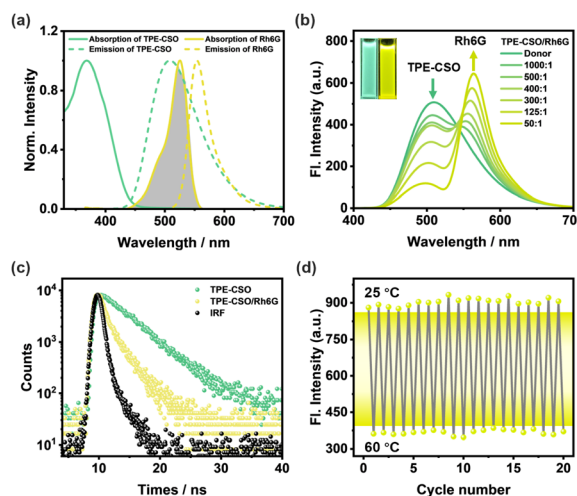 (a)
Absorption of TPE-CSO
Absorption of Rh6G
Emission of TPE-CSO
Emission of Rh6G
Norm. Intensity
1.0
0.8
0.4
0.0
400
500
600
700
Wavelength / nm
(b)
Rh6G
TPE-CSO
TPE-CSO/Rh6G
Donor
1000:1
500:1
400:1
300:1
125:1
50:1
Fl. Intensity (a.u.)
800
600
400
200
0
400
500
600
700
Wavelength / nm
(c)
TPE-CSO
TPE-CSO/Rh6G
IRF
Counts
10⁴
10³
10²
10¹
10
20
30
40
Times / ns
(d)
25 °C
60 °C
Fl. Intensity (a.u.)
900
750
600
450
300
0
5
10
15
20
Cycle number